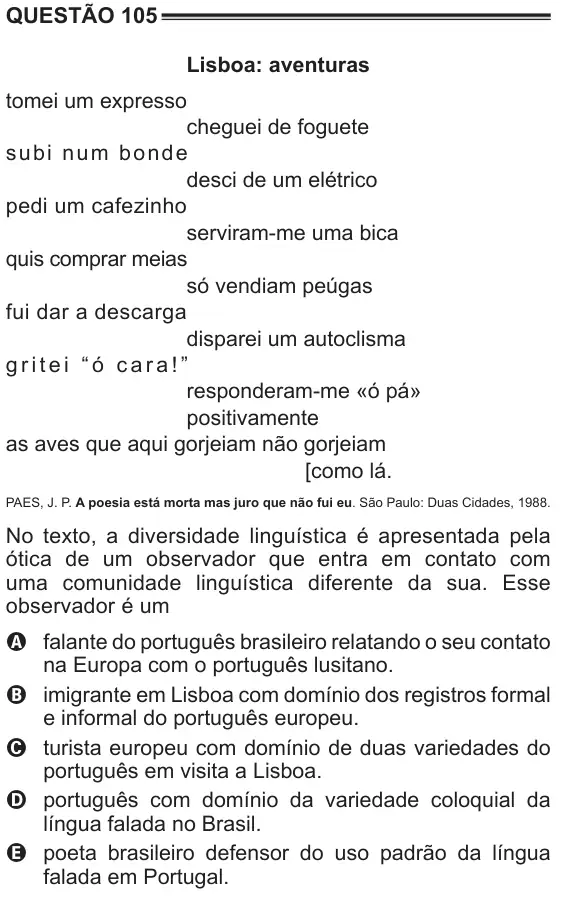 QUESTÃO 105
Lisboa: aventuras
tomei um expresso
cheguei de foguete
subi num bonde
desci de um elétrico
pedi um cafezinho
serviram-me uma bica
quis comprar meias
só vendiam peúgas
fui dar a descarga
disparei um autoclisma
gritei “ó cara!”
responderam-me «ó pá»
positivamente
as aves que aqui gorjeiam não gorjeiam
[como lá.
PAES, J. P. A poesia está morta mas juro que não fui eu. São Paulo: Duas Cidades, 1988.
No texto, a diversidade linguística é apresentada pela
ótica de um observador que entra em contato com
uma comunidade linguística diferente da sua. Esse
observador é um
A falante do português brasileiro relatando o seu contato
na Europa com o português lusitano.
B imigrante em Lisboa com domínio dos registros formal
e informal do português europeu.
C turista europeu com domínio de duas variedades do
português em visita a Lisboa.
D português com domínio da variedade coloquial da
língua falada no Brasil.
E poeta brasileiro defensor do uso padrão da língua
falada em Portugal.